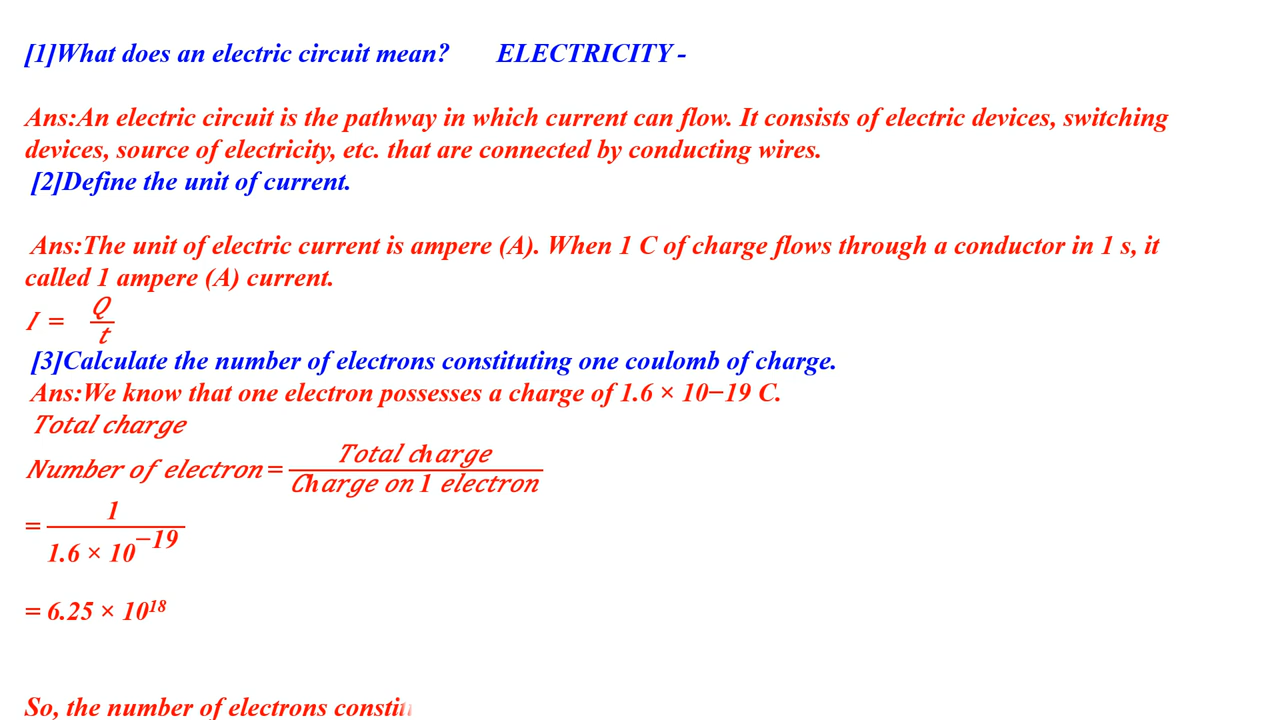 [1]What does an electric circuit mean? ELECTRICITY -
Ans:An electric circuit is the pathway in which current can flow. It consists of electric devices, switching
devices, source of electricity, etc. that are connected by conducting wires.
[2]Define the unit of current.
Ans:The unit of electric current is ampere (A). When 1 C of charge flows through a conductor in 1 s, it
called 1 ampere (A) current.
I = Q/t
[3]Calculate the number of electrons constituting one coulomb of charge.
Ans:We know that one electron possesses a charge of 1.6 × 10−19 C.
Total charge
Number of electron = Total charge / Charge on 1 electron
= 1 / 1.6 × 10⁻¹⁹
= 6.25 × 10¹⁸
So, the number of electrons